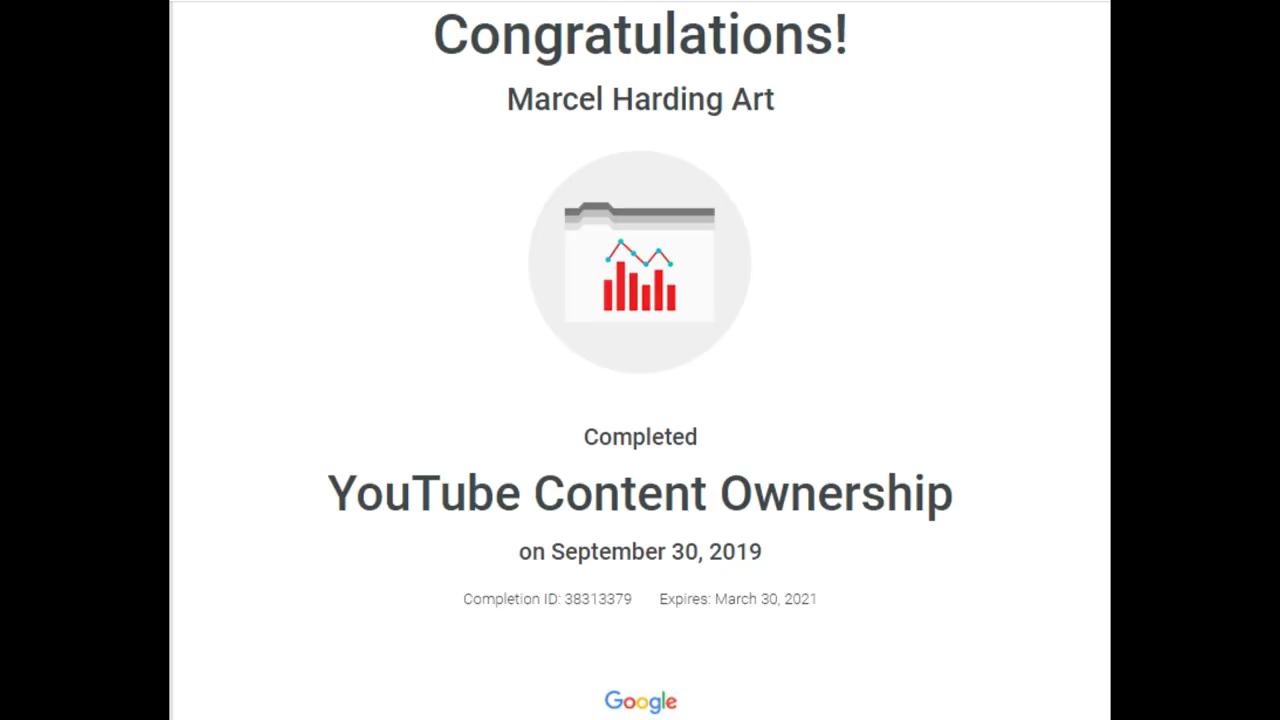 Congratulations!
Marcel Harding Art
Completed
YouTube Content Ownership
on September 30, 2019
Completion ID: 38313379 Expires: March 30, 2021
Google